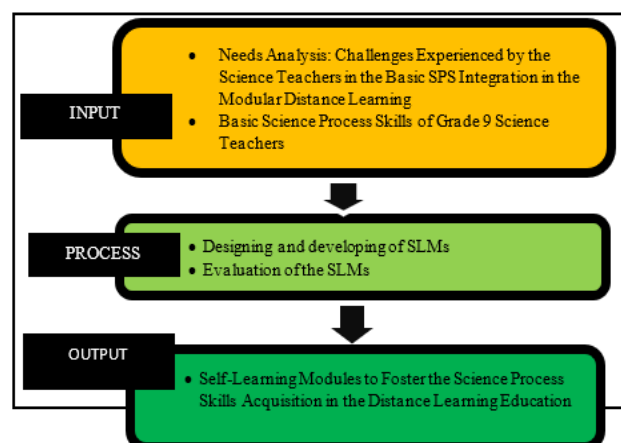 INPUT
• Needs Analysis: Challenges Experienced by the
Science Teachers in the Basic SPS Integration in the
Modular Distance Learning
• Basic Science Process Skills of Grade 9 Science
Teachers
PROCESS
• Designing and developing of SLMs
• Evaluation of the SLMs
OUTPUT
• Self-Learning Modules to Foster the Science Process
Skills Acquisition in the Distance Learning Education